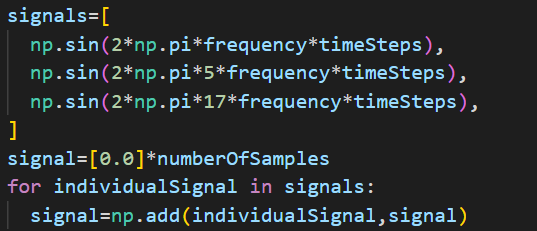 signals=[
  np.sin(2*np.pi*frequency*timeSteps),
  np.sin(2*np.pi*5*frequency*timeSteps),
  np.sin(2*np.pi*17*frequency*timeSteps),
]
signal=[0.0]*numberOfSamples
for individualSignal in signals:
  signal=np.add(individualSignal,signal)